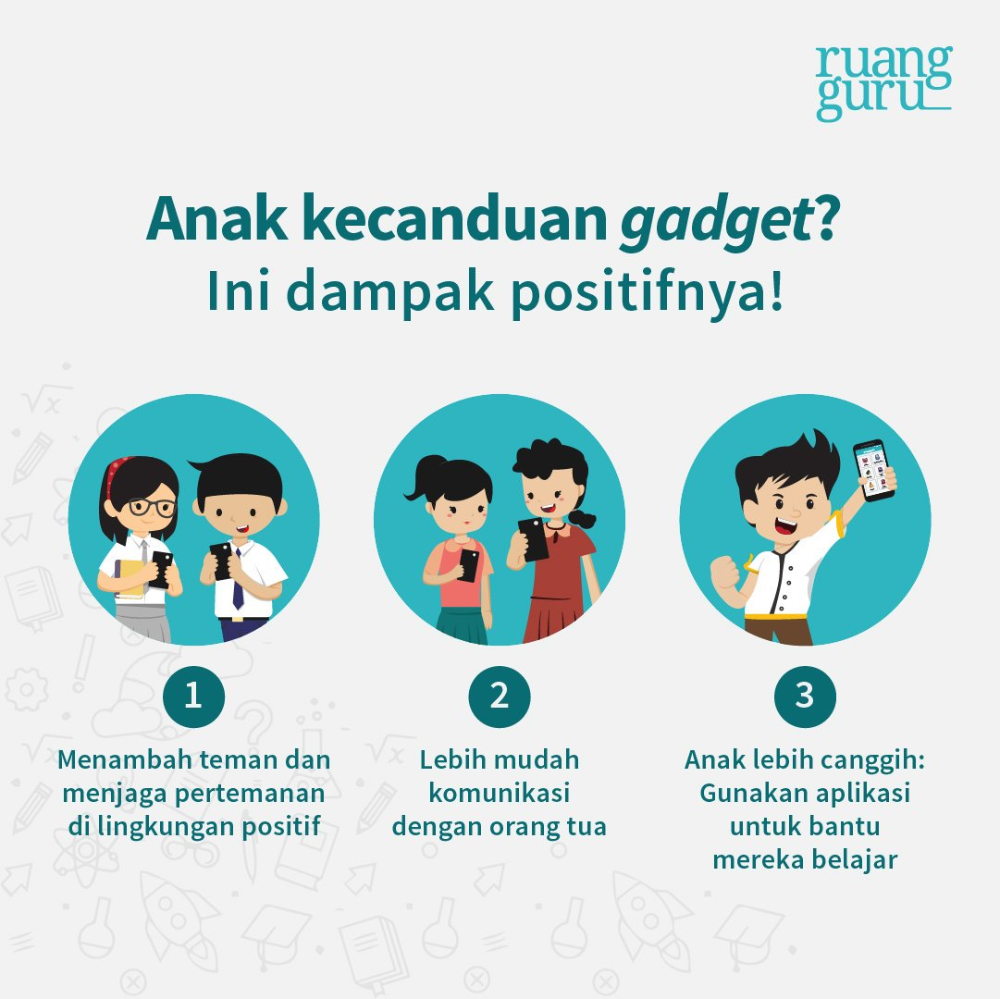 ruang
guru
Anak kecanduan gadget?
Ini dampak positifnya!
1
Menambah teman dan
menjaga pertemanan
di lingkungan positif
2
Lebih mudah
komunikasi
dengan orang tua
3
Anak lebih canggih:
Gunakan aplikasi
untuk bantu
mereka belajar